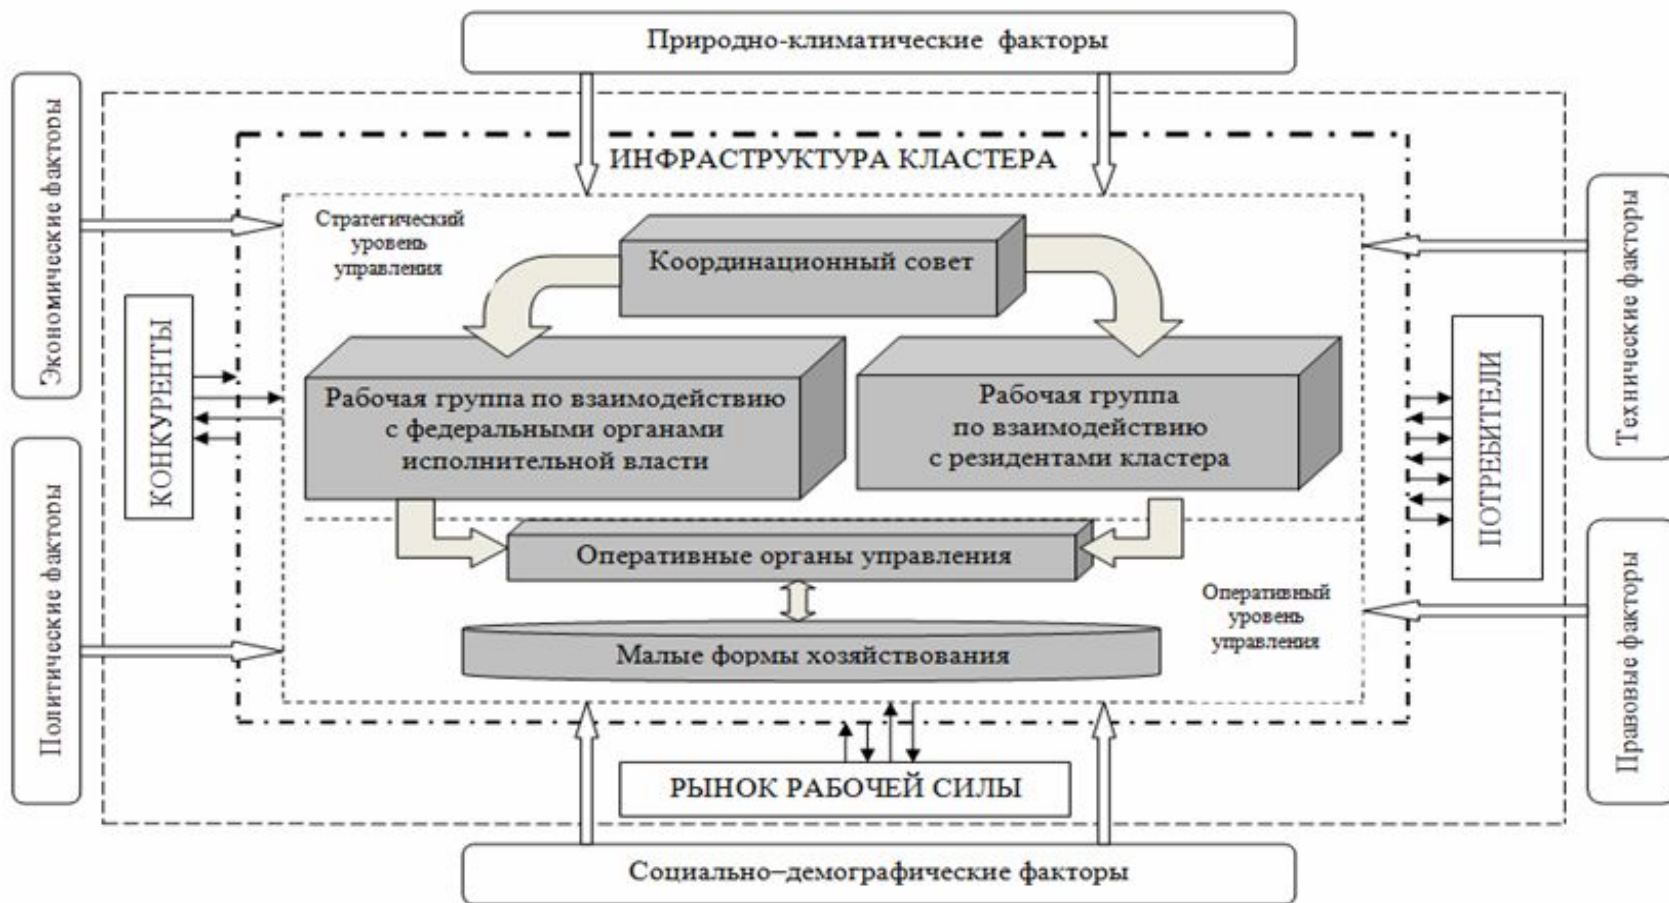 Природно-климатические факторы
Экономические факторы
ИНФРАСТРУКТУРА КЛАСТЕРА
Технические факторы
Стратегический
уровень
управления
Координационный совет
КОНКУРЕНТЫ
Рабочая группа по взаимодействию
с федеральными органами
исполнительной власти
Рабочая группа
по взаимодействию
с резидентами кластера
ПОТРЕБИТЕЛИ
Политические факторы
Оперативные органы управления
Правовые факторы
Оперативный
уровень
управления
Малые формы хозяйствования
РЫНОК РАБОЧЕЙ СИЛЫ
Социально–демографические факторы